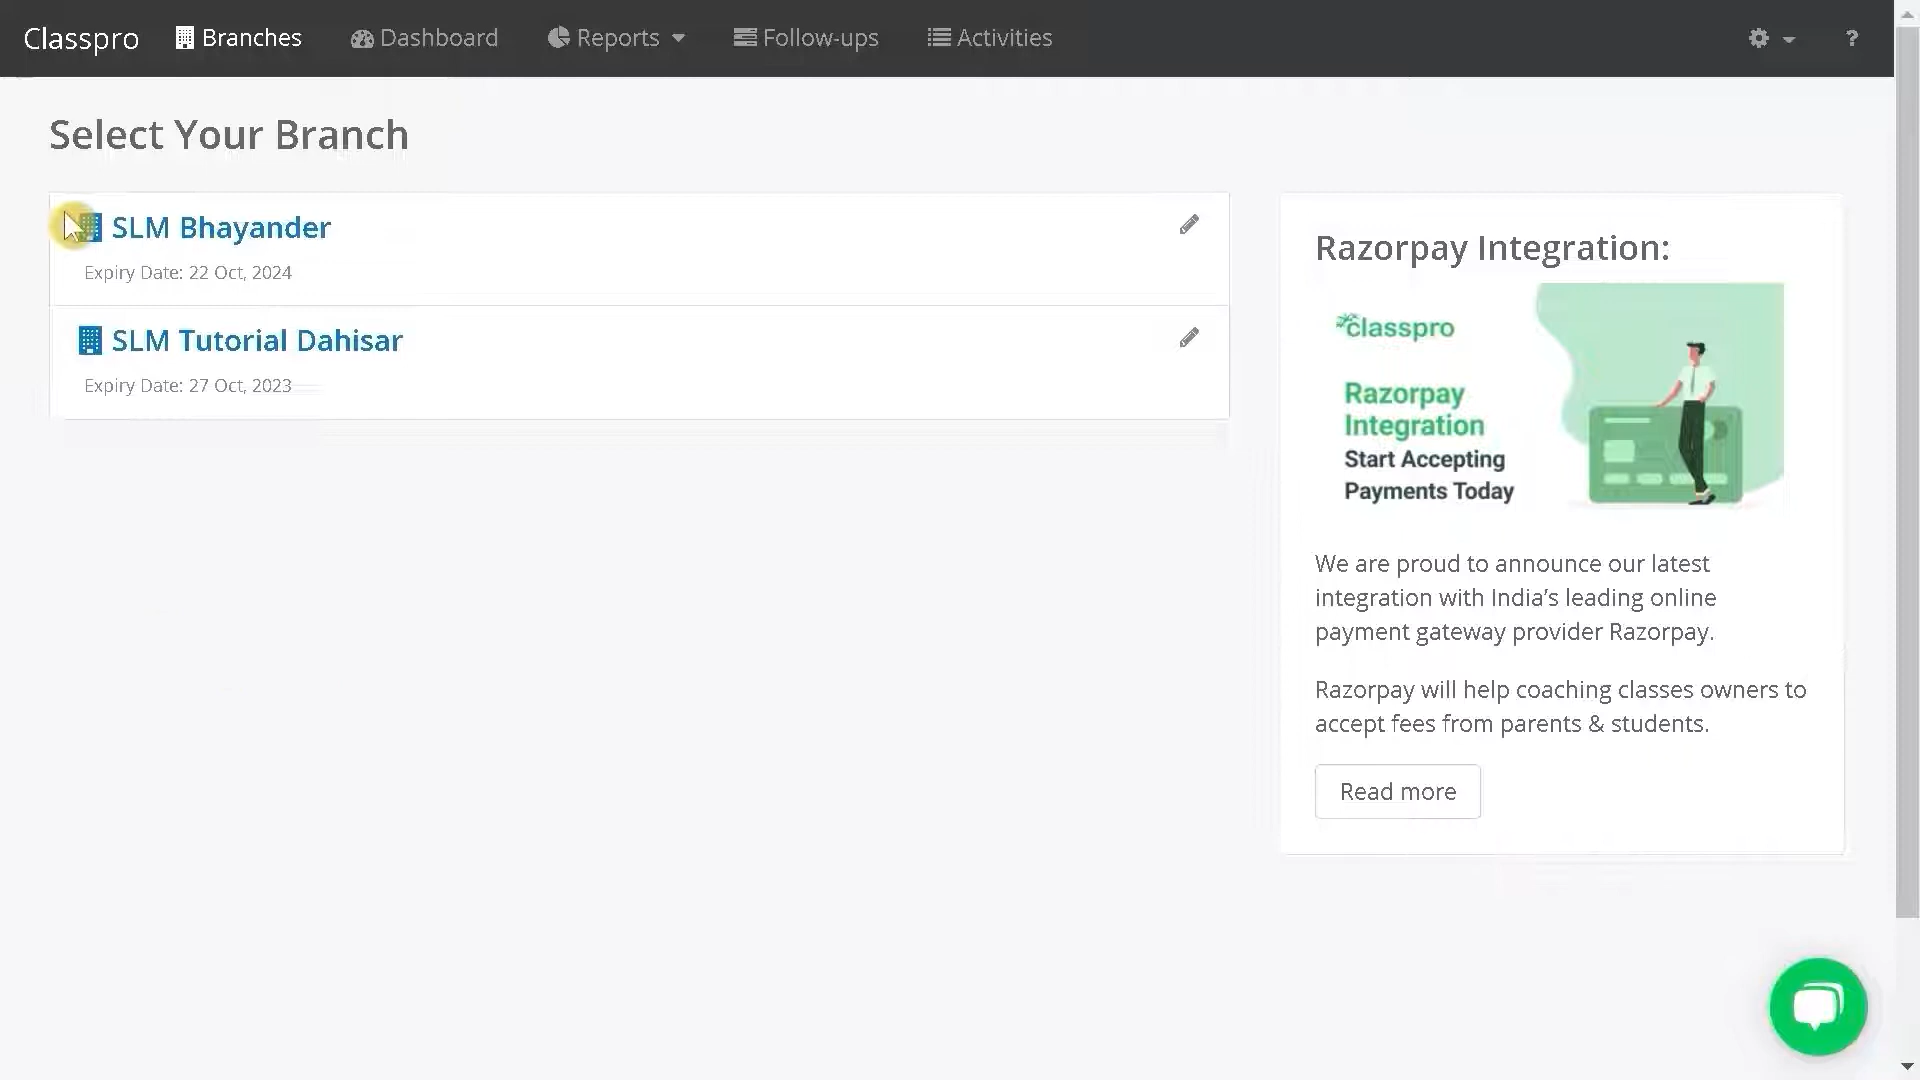 Classpro Branches Dashboard Reports Follow-ups Activities ?
Select Your Branch
SLM Bhayander
Expiry Date: 22 Oct, 2024
SLM Tutorial Dahisar
Expiry Date: 27 Oct, 2023
Razorpay Integration:
classpro
Razorpay
Integration
Start Accepting
Payments Today
We are proud to announce our latest
integration with India’s leading online
payment gateway provider Razorpay.
Razorpay will help coaching classes owners to
accept fees from parents & students.
Read more